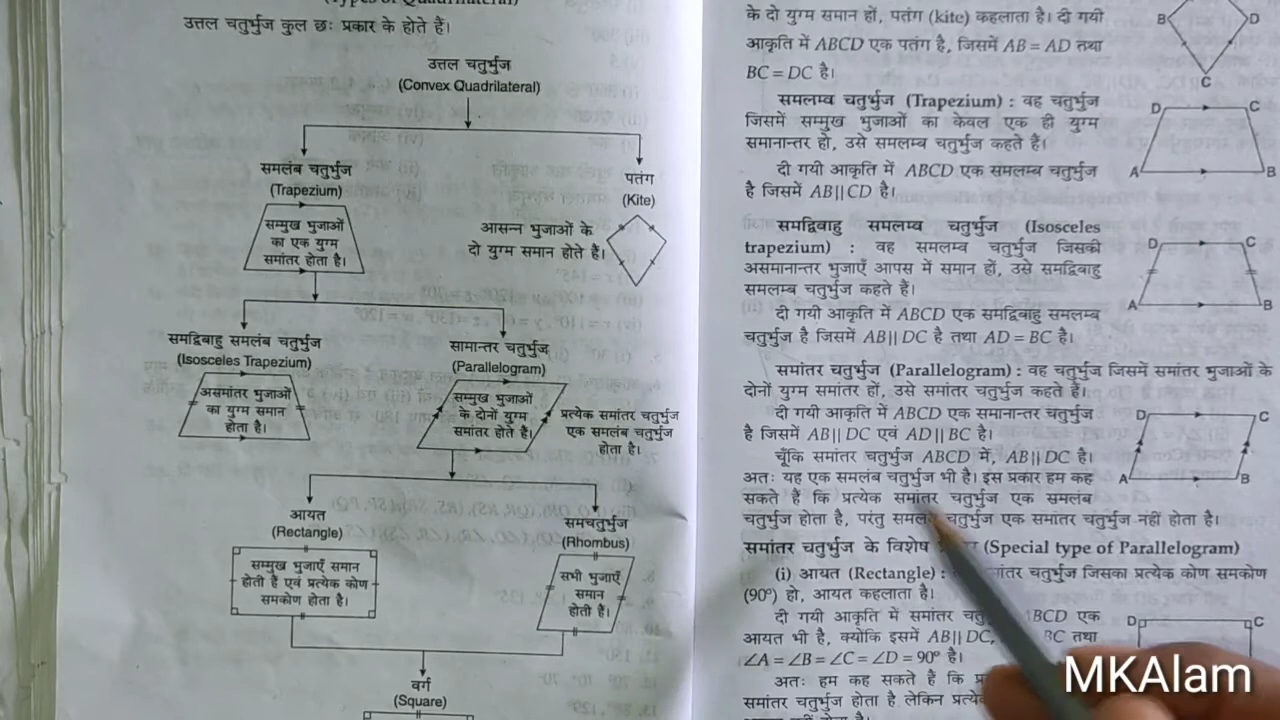 (Types of Quadrilateral)
उत्तल चतुर्भुज कुल छः प्रकार के होते हैं।
उत्तल चतुर्भुज
(Convex Quadrilateral)
समलंब चतुर्भुज
(Trapezium)
सम्मुख भुजाओं
का एक युग्म
समांतर होता है।
पतंग
(Kite)
आसन्न भुजाओं के
दो युग्म समान होते हैं।
समद्विबाहु समलंब चतुर्भुज
(Isosceles Trapezium)
असमांतर भुजाओं
का युग्म समान
होता है।
सामान्तर चतुर्भुज
(Parallelogram)
सम्मुख भुजाओं
के दोनों युग्म
समांतर होते हैं।
प्रत्येक समांतर चतुर्भुज
एक समलंब चतुर्भुज
होता है।
आयत
(Rectangle)
सम्मुख भुजाएँ समान
होती हैं एवं प्रत्येक कोण
समकोण होता है।
समचतुर्भुज
(Rhombus)
सभी भुजाएँ
समान
होती हैं।
वर्ग
(Square)
के दो युग्म समान हों, पतंग (kite) कहलाता है। दी गयी
आकृति में ABCD एक पतंग है, जिसमें AB = AD तथा
BC = DC है।
B D
C
समलम्ब चतुर्भुज (Trapezium) : वह चतुर्भुज
जिसमें सम्मुख भुजाओं का केवल एक ही युग्म
समानान्तर हो, उसे समलम्ब चतुर्भुज कहते हैं।
दी गयी आकृति में ABCD एक समलम्ब चतुर्भुज
है जिसमें AB||CD है।
D C
A B
समद्विबाहु समलम्ब चतुर्भुज (Isosceles
trapezium) : वह समलम्ब चतुर्भुज जिसकी
असमानान्तर भुजाएँ आपस में समान हों, उसे समद्विबाहु
समलम्ब चतुर्भुज कहते हैं।
दी गयी आकृति में ABCD एक समद्विबाहु समलम्ब
चतुर्भुज है जिसमें AB||DC है तथा AD = BC है।
D C
A B
समांतर चतुर्भुज (Parallelogram) : वह चतुर्भुज जिसमें समांतर भुजाओं के
दोनों युग्म समांतर हों, उसे समांतर चतुर्भुज कहते हैं।
दी गयी आकृति में ABCD एक समानान्तर चतुर्भुज
है जिसमें AB||DC एवं AD||BC है।
चूँकि समांतर चतुर्भुज ABCD में, AB||DC है।
अतः यह एक समलंब चतुर्भुज भी है। इस प्रकार हम कह
सकते हैं कि प्रत्येक समांतर चतुर्भुज एक समलंब
चतुर्भुज होता है, परंतु समलंब चतुर्भुज एक समांतर चतुर्भुज नहीं होता है।
D C
A B
समांतर चतुर्भुज के विशेष (Special type of Parallelogram)
(i) आयत (Rectangle) : समांतर चतुर्भुज जिसका प्रत्येक कोण समकोण
(90°) हो, आयत कहलाता है।
दी गयी आकृति में समांतर ABCD एक
आयत भी है, क्योंकि इसमें AB||DC, BC तथा
∠A = ∠B = ∠C = ∠D = 90° है।
अतः हम कह सकते हैं कि
समांतर चतुर्भुज होता है लेकिन
D C
MKAlam